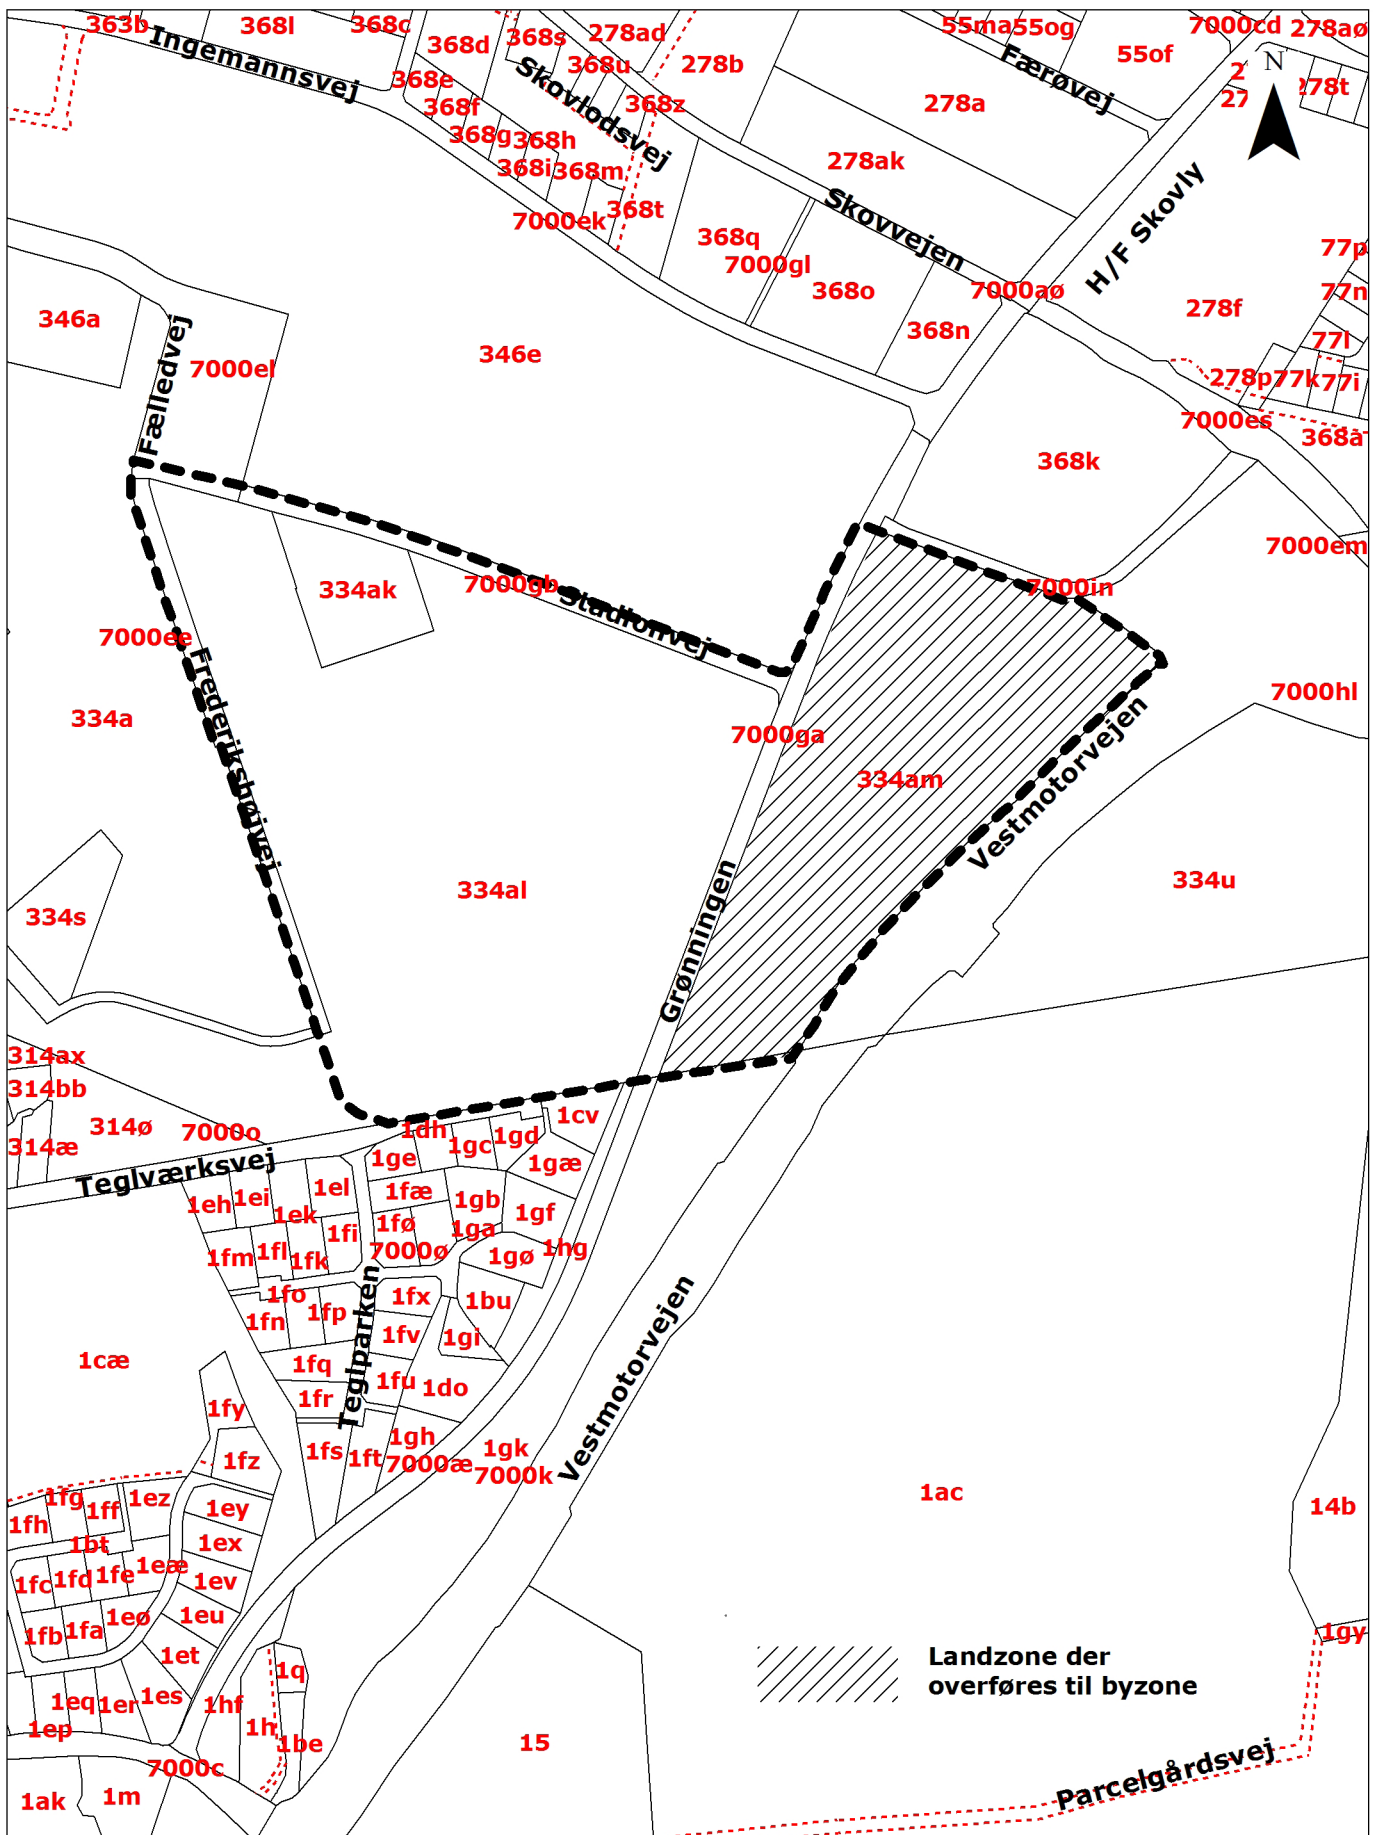 363b
368l
368c
368d
368s
278ad
55ma
55og
7000cd
278aø
Ingemannsvej
368e
368u
278b
Færøvej
55of
N
278t
27
368f
Skovlodsvej
368z
278a
368g
368h
278ak
368i
368m
H/F Skovly
7000ek
368t
Skovvejen
368q
7000gl
77p
368o
7000aø
77n
278f
346a
368n
77l
Fælledvej
7000el
346e
278p
77k
77i
7000es
368a
368k
7000em
334ak
7000gb
Stadionvej
7000in
7000ee
Frederikshøjvej
334a
7000hl
7000ga
334am
Vestmotorvejen
334al
334u
334s
Grønningen
314ax
314bb
314ø
7000o
314æ
1dh
1cv
1gc
1gd
Teglværksvej
1ge
1gæ
1eh
1ei
1el
1fæ
1gb
1gf
1ek
1fi
1fø
1ga
7000ø
1hg
1fm
1fl
1fk
1gø
1fo
1fp
1fx
1bu
1fn
Teglparken
1fv
1gi
Vestmotorvejen
1cæ
1fq
1fu
1do
1fr
1fy
1gh
1fs
1ft
7000æ
1gk
7000k
1fz
1ac
1fg
1ff
1ez
1ey
14b
1fh
1bt
1ex
1fc
1fd
1fe
1eæ
1ev
1fb
1fa
1eø
1eu
1gy
1et
1q
Landzone der
overføres til byzone
1eq
1er
1es
1hf
1ep
1h
1be
15
7000c
Parcelgårdsvej
1ak
1m